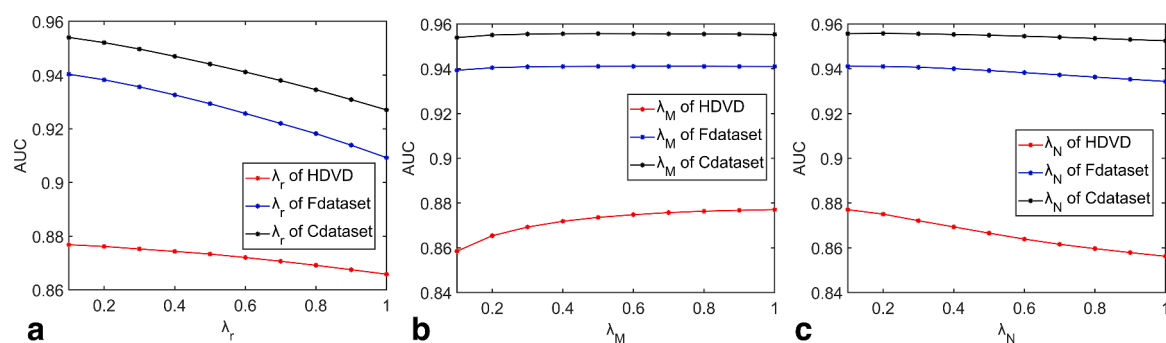 0.96
0.94
0.92
0.9
0.88
0.86
AUC
0.2 0.4 0.6 0.8 1
λr
λr of HDVD
λr of Fdataset
λr of Cdataset
a
0.96
0.94
0.92
0.9
0.88
0.86
0.84
AUC
0.2 0.4 0.6 0.8 1
λM
λM of HDVD
λM of Fdataset
λM of Cdataset
b
0.96
0.94
0.92
0.9
0.88
0.86
0.84
AUC
0.2 0.4 0.6 0.8 1
λN
λN of HDVD
λN of Fdataset
λN of Cdataset
c